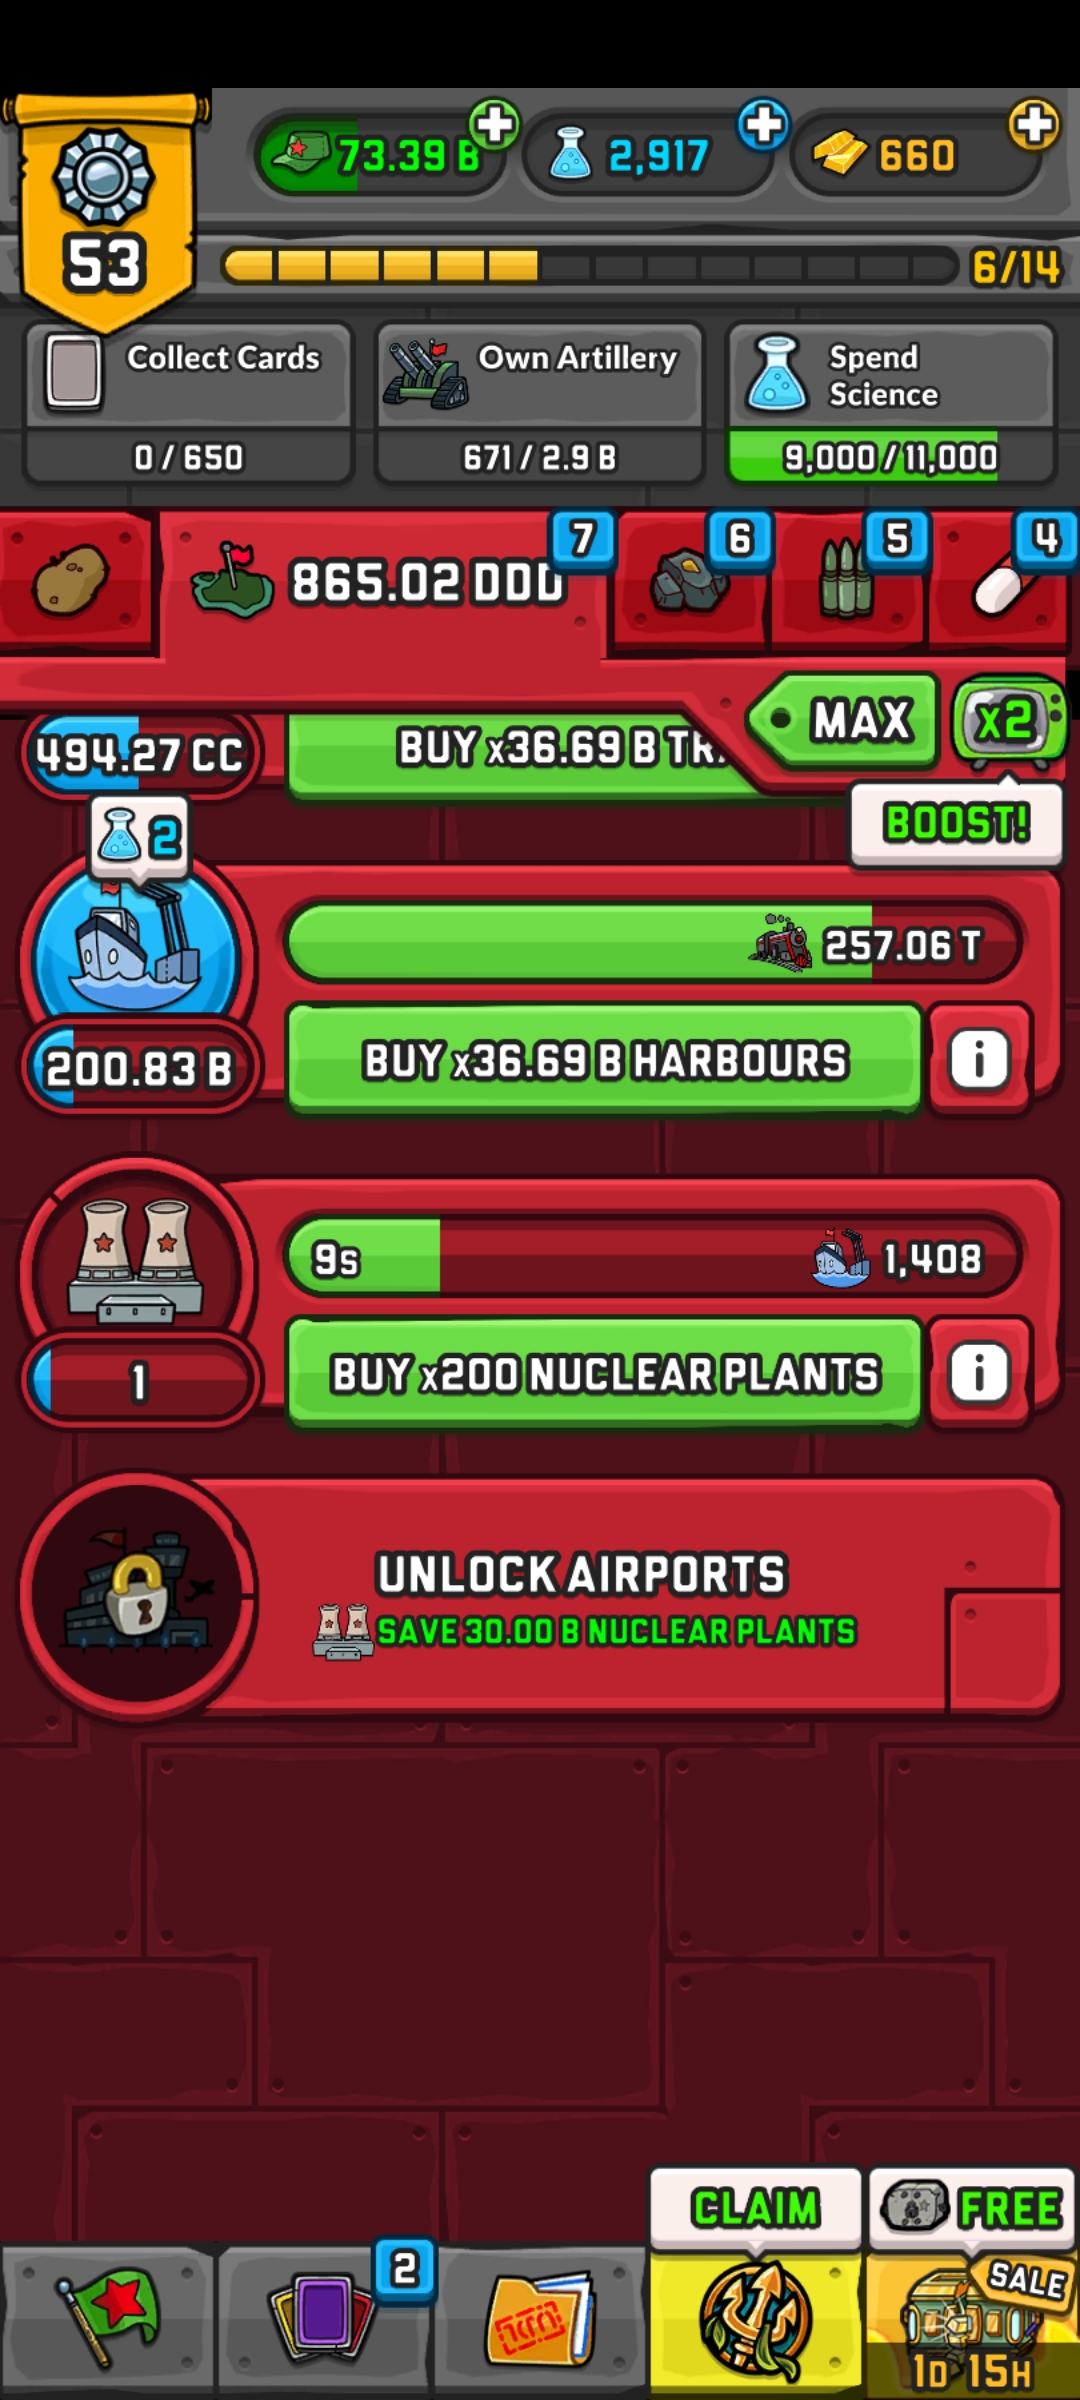 73.39 B
2,917
660
53
6/14
Collect Cards
Own Artillery
Spend
Science
0 / 650
671 / 2.9 B
9,000 / 11,000
7
6
5
4
865.02 DDD
MAX
x2
494.27 CC
BUY x36.69 B
BOOST!
2
257.06 T
200.83 B
BUY x36.69 B HARBOURS
i
9s
1,408
1
BUY x200 NUCLEAR PLANTS
i
UNLOCK AIRPORTS
SAVE 30.00 B NUCLEAR PLANTS
CLAIM
FREE
2
SALE
1D 15H